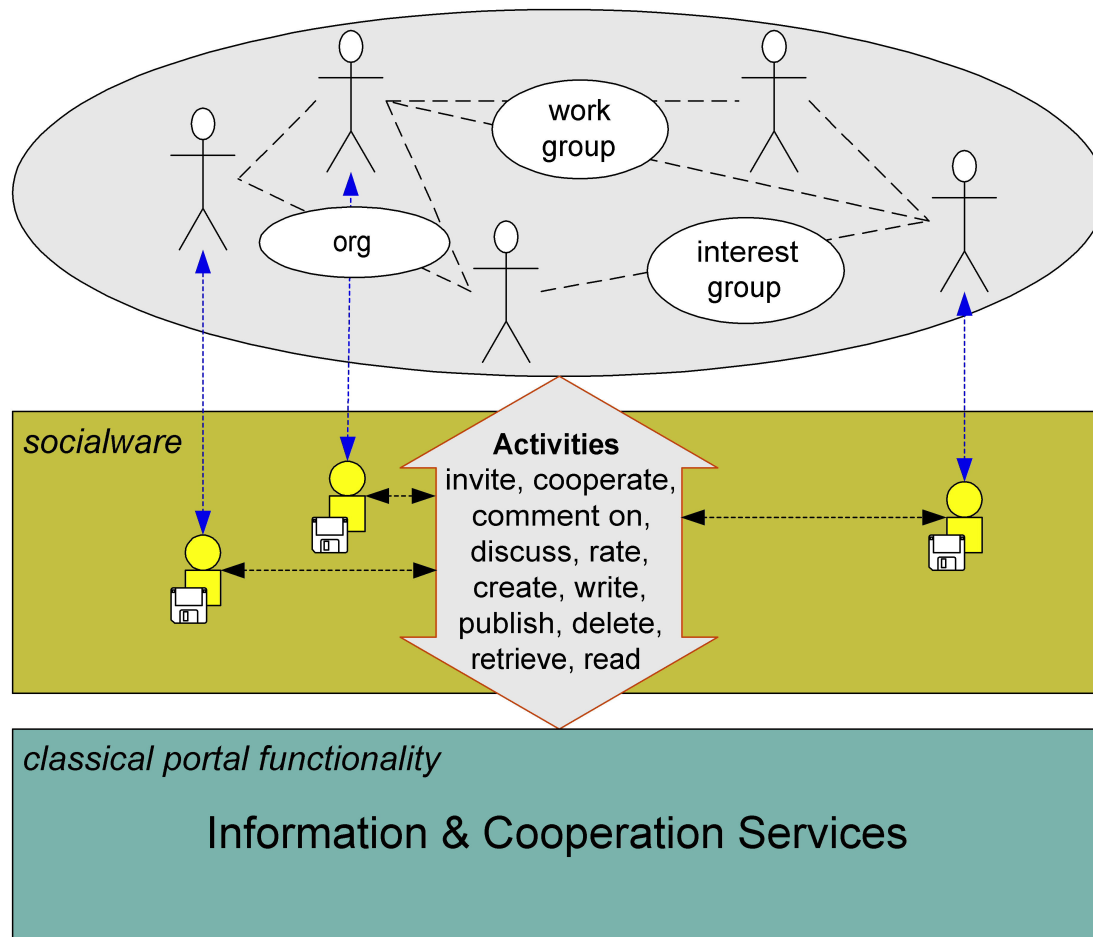 work
group
org
interest
group
socialware
Activities
invite, cooperate,
comment on,
discuss, rate,
create, write,
publish, delete,
retrieve, read
classical portal functionality
Information & Cooperation Services